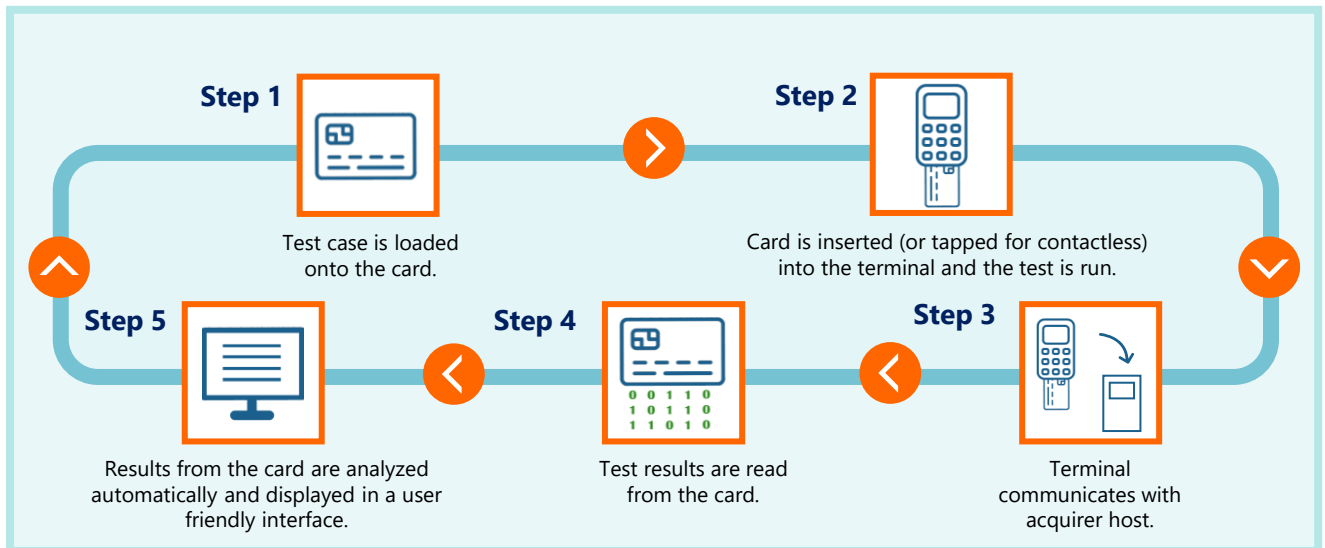 Step 1
Test case is loaded
onto the card.
Step 2
Card is inserted (or tapped for contactless)
into the terminal and the test is run.
Step 3
Terminal
communicates with
acquirer host.
Step 4
0 0 1 1 0
1 0 1 1 0
1 1 0 1 0
Test results are read
from the card.
Step 5
Results from the card are analyzed
automatically and displayed in a user
friendly interface.